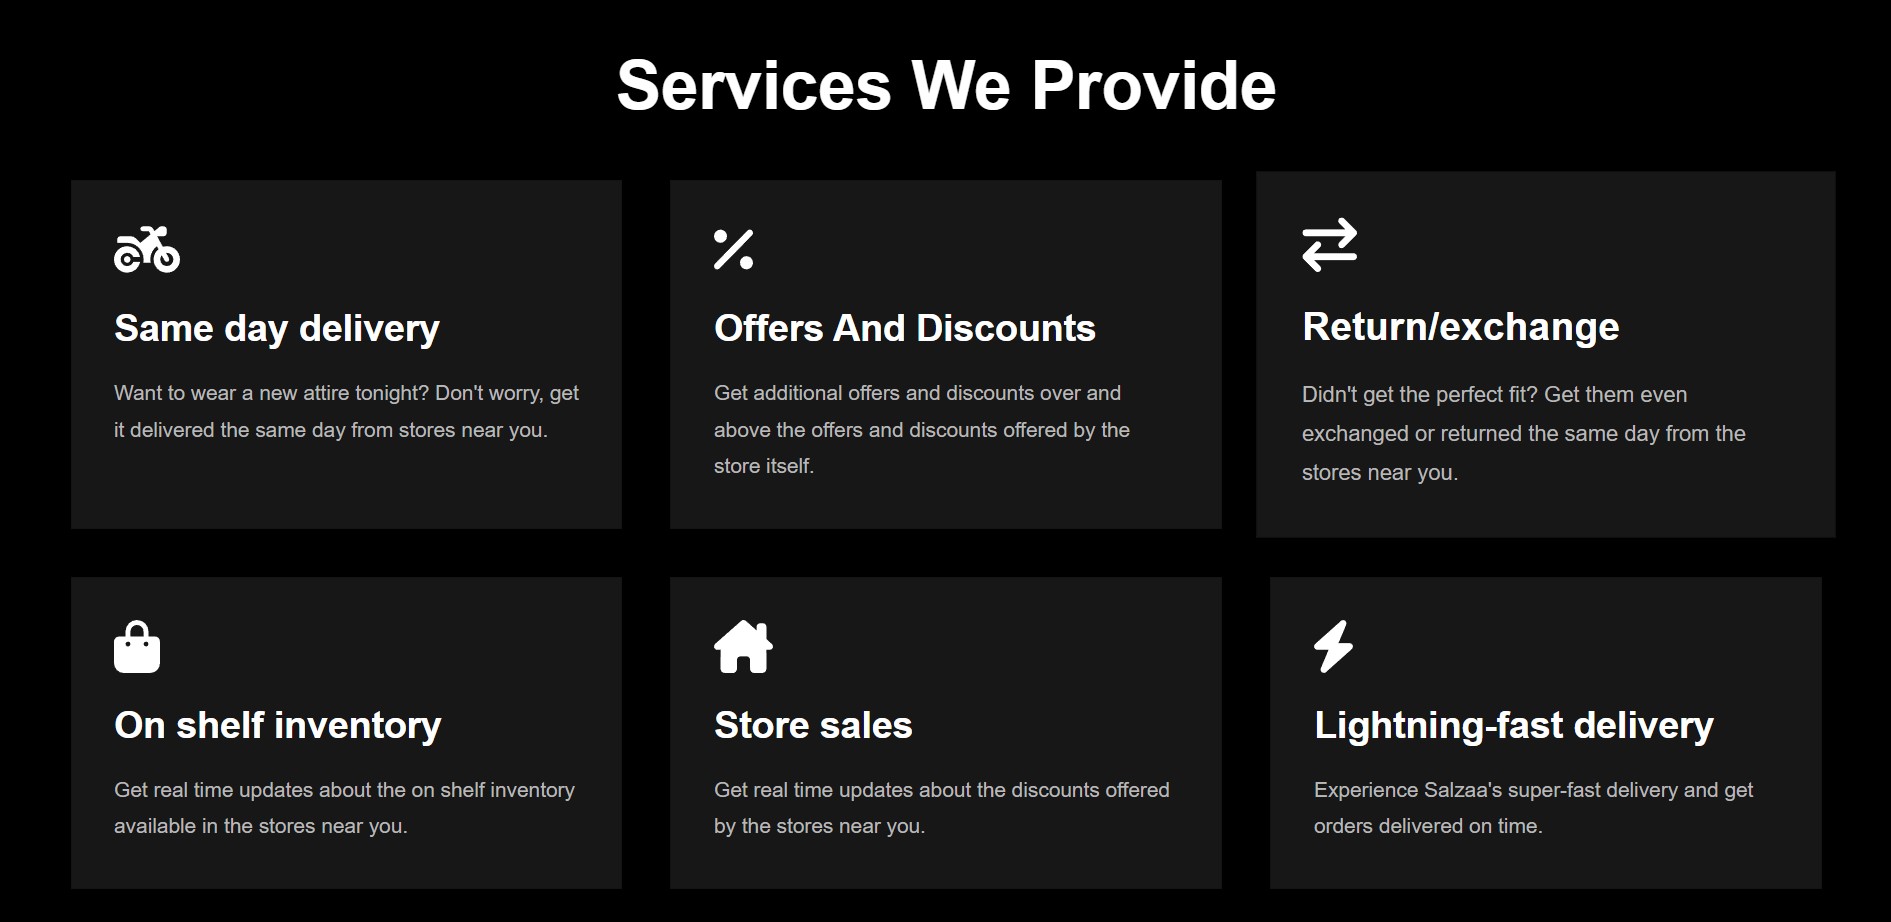 Services We Provide
Same day delivery
Want to wear a new attire tonight? Don't worry, get
it delivered the same day from stores near you.
Offers And Discounts
Get additional offers and discounts over and
above the offers and discounts offered by the
store itself.
Return/exchange
Didn't get the perfect fit? Get them even
exchanged or returned the same day from the
stores near you.
On shelf inventory
Get real time updates about the on shelf inventory
available in the stores near you.
Store sales
Get real time updates about the discounts offered
by the stores near you.
Lightning-fast delivery
Experience Salzaa's super-fast delivery and get
orders delivered on time.